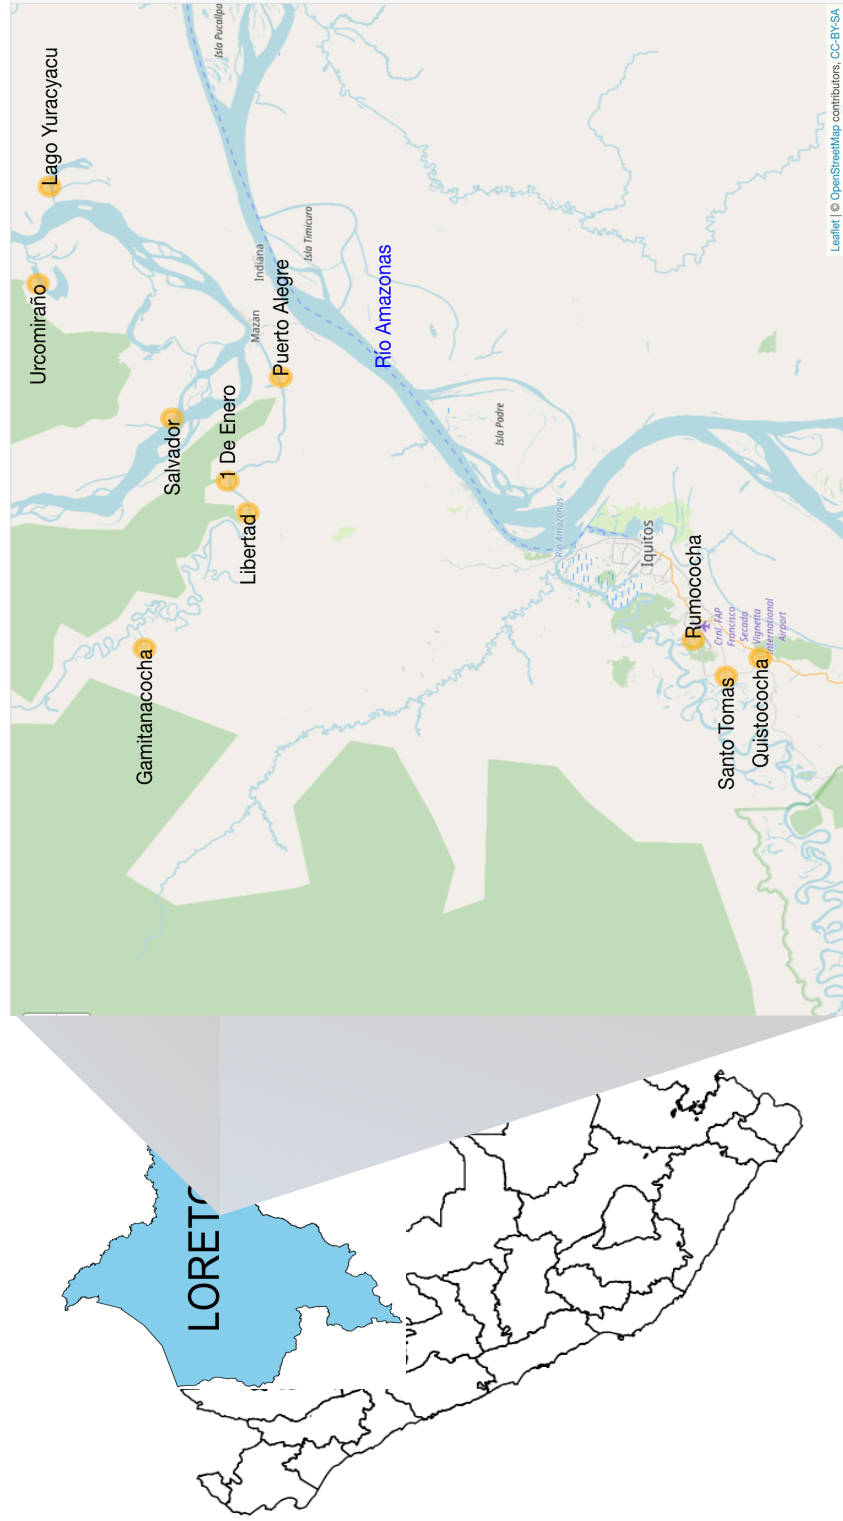 LORETO
Urcomiraño
Lago Yuracyacu
Gamitanacocha
Salvador
Isla Pucallpa
1 De Enero
Libertad
Mazan
Indiana
Puerto Alegre
Isla Timicuro
Río Amazonas
Isla Padre
Río Amazonas
Iquitos
Rumococha
Crnl. FAP
Francisco
Secada
Vignetta
International
Airport
Santo Tomas
Quistococha
Leaflet | © OpenStreetMap contributors, CC-BY-SA